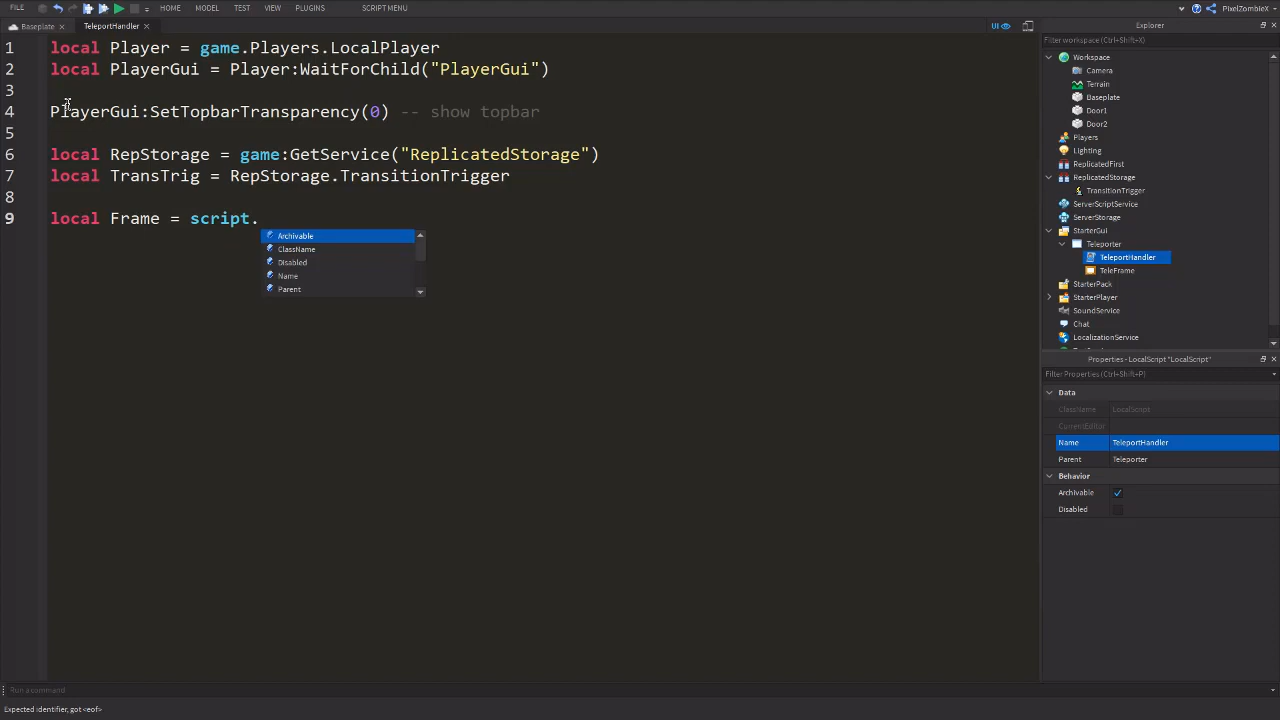 FILE HOME MODEL TEST VIEW PLUGINS SCRIPT MENU PixelZombieX
Baseplate TeleportHandler UI
1 local Player = game.Players.LocalPlayer
2 local PlayerGui = Player:WaitForChild("PlayerGui")
3
4 PlayerGui:SetTopbarTransparency(0) -- show topbar
5
6 local RepStorage = game:GetService("ReplicatedStorage")
7 local TransTrig = RepStorage.TransitionTrigger
8
9 local Frame = script.
Archivable
ClassName
Disabled
Name
Parent
Explorer
Filter workspace (Ctrl+Shift+X)
Workspace
Camera
Terrain
Baseplate
Door1
Door2
Players
Lighting
ReplicatedFirst
ReplicatedStorage
TransitionTrigger
ServerScriptService
ServerStorage
StarterGui
Teleporter
TeleportHandler
TeleFrame
StarterPack
StarterPlayer
SoundService
Chat
LocalizationService
Properties - LocalScript "LocalScript"
Filter Properties (Ctrl+Shift+P)
Data
ClassName LocalScript
CurrentEditor
Name TeleportHandler
Parent Teleporter
Behavior
Archivable
Disabled
Run a command
Expected identifier, got <eof>